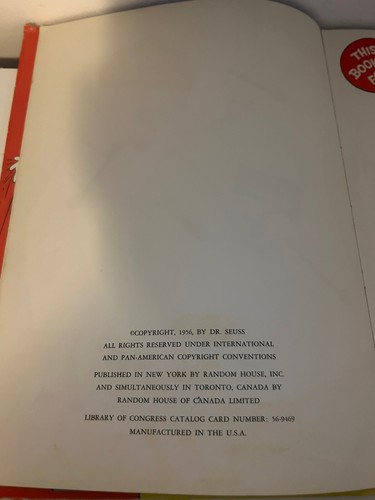 THIS
BOOK
©COPYRIGHT, 1956, BY DR. SEUSS
ALL RIGHTS RESERVED UNDER INTERNATIONAL
AND PAN-AMERICAN COPYRIGHT CONVENTIONS
PUBLISHED IN NEW YORK BY RANDOM HOUSE, INC.
AND SIMULTANEOUSLY IN TORONTO, CANADA BY
RANDOM HOUSE OF CANADA LIMITED
LIBRARY OF CONGRESS CATALOG CARD NUMBER: 56-9469
MANUFACTURED IN THE U.S.A.